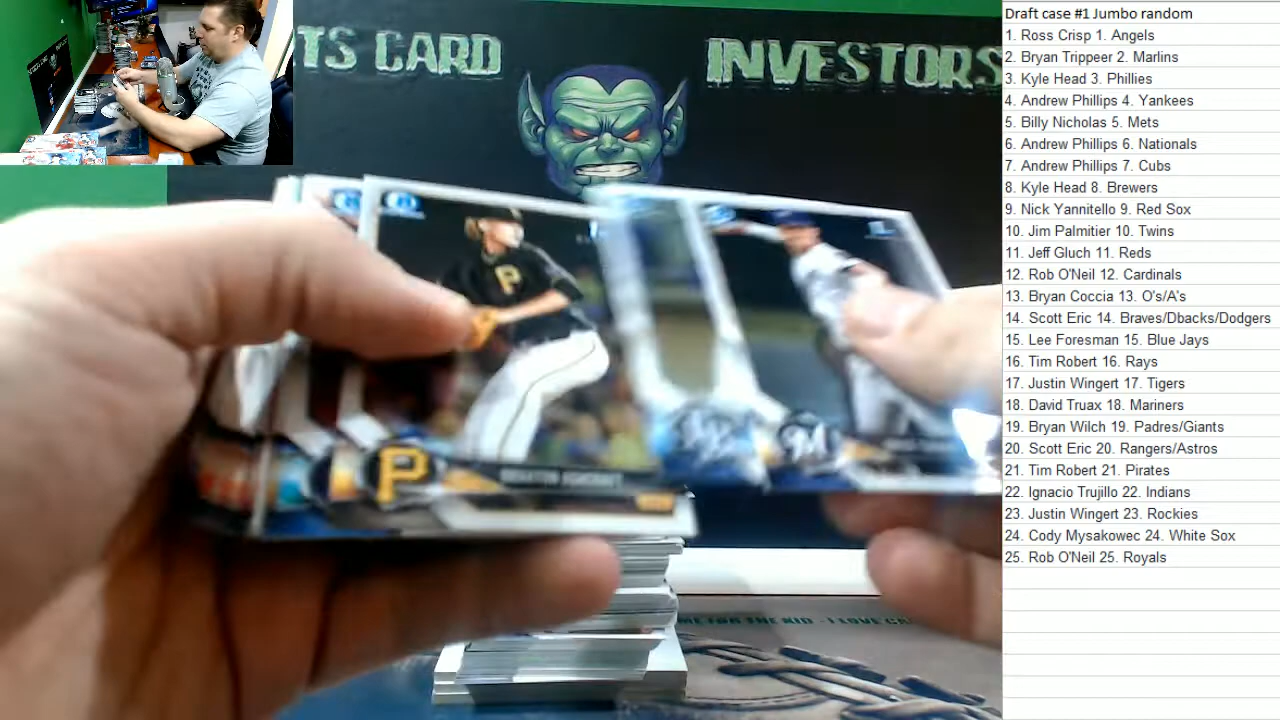 TS CARD INVESTORS
P
P
Draft case #1 Jumbo random
1. Ross Crisp 1. Angels
2. Bryan Trippeer 2. Marlins
3. Kyle Head 3. Phillies
4. Andrew Phillips 4. Yankees
5. Billy Nicholas 5. Mets
6. Andrew Phillips 6. Nationals
7. Andrew Phillips 7. Cubs
8. Kyle Head 8. Brewers
9. Nick Yannitello 9. Red Sox
10. Jim Palmitier 10. Twins
11. Jeff Gluch 11. Reds
12. Rob O'Neil 12. Cardinals
13. Bryan Coccia 13. O's/A's
14. Scott Eric 14. Braves/Dbacks/Dodgers
15. Lee Foresman 15. Blue Jays
16. Tim Robert 16. Rays
17. Justin Wingert 17. Tigers
18. David Truax 18. Mariners
19. Bryan Wilch 19. Padres/Giants
20. Scott Eric 20. Rangers/Astros
21. Tim Robert 21. Pirates
22. Ignacio Trujillo 22. Indians
23. Justin Wingert 23. Rockies
24. Cody Mysakowec 24. White Sox
25. Rob O'Neil 25. Royals
FOR THE KID - I LOVE